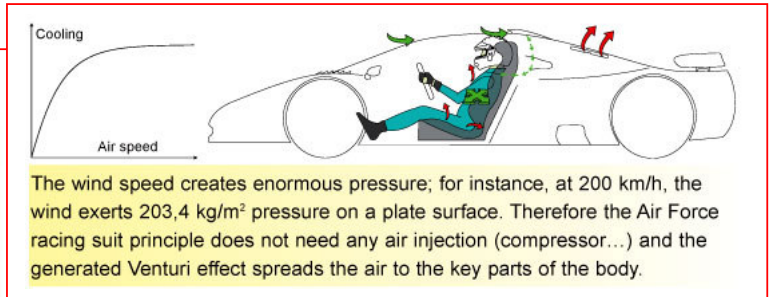 Cooling
Air speed
The wind speed creates enormous pressure; for instance, at 200 km/h, the
wind exerts 203,4 kg/m² pressure on a plate surface. Therefore the Air Force
racing suit principle does not need any air injection (compressor…) and the
generated Venturi effect spreads the air to the key parts of the body.